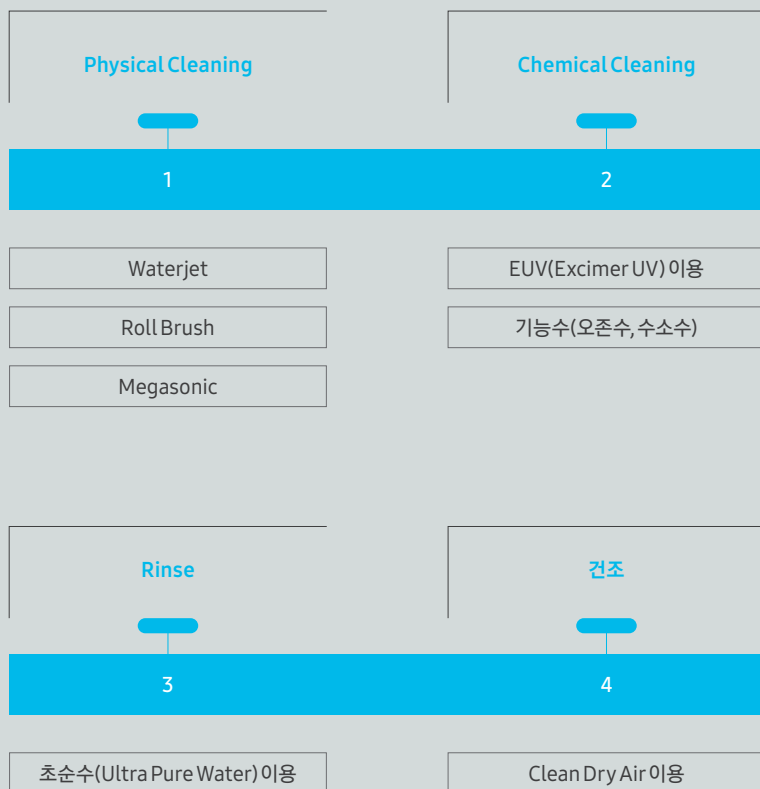 Physical Cleaning
Chemical Cleaning
1
2
Waterjet
EUV(Excimer UV) 이용
Roll Brush
기능수(오존수, 수소수)
Megasonic
Rinse
건조
3
4
초순수(Ultra Pure Water) 이용
Clean Dry Air 이용